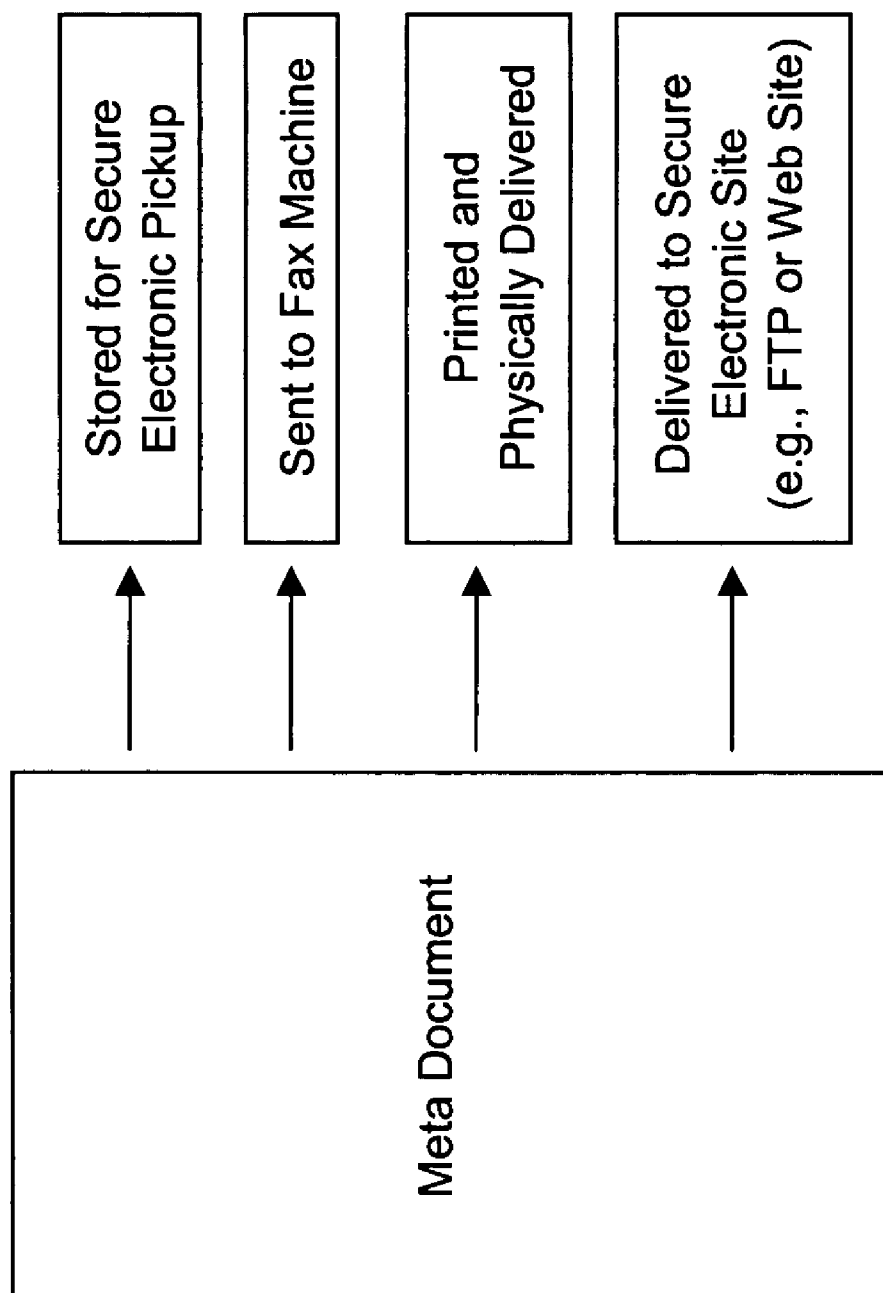 Meta Document
Stored for Secure
Electronic Pickup
Sent to Fax Machine
Printed and
Physically Delivered
Delivered to Secure
Electronic Site
(e.g., FTP or Web Site)